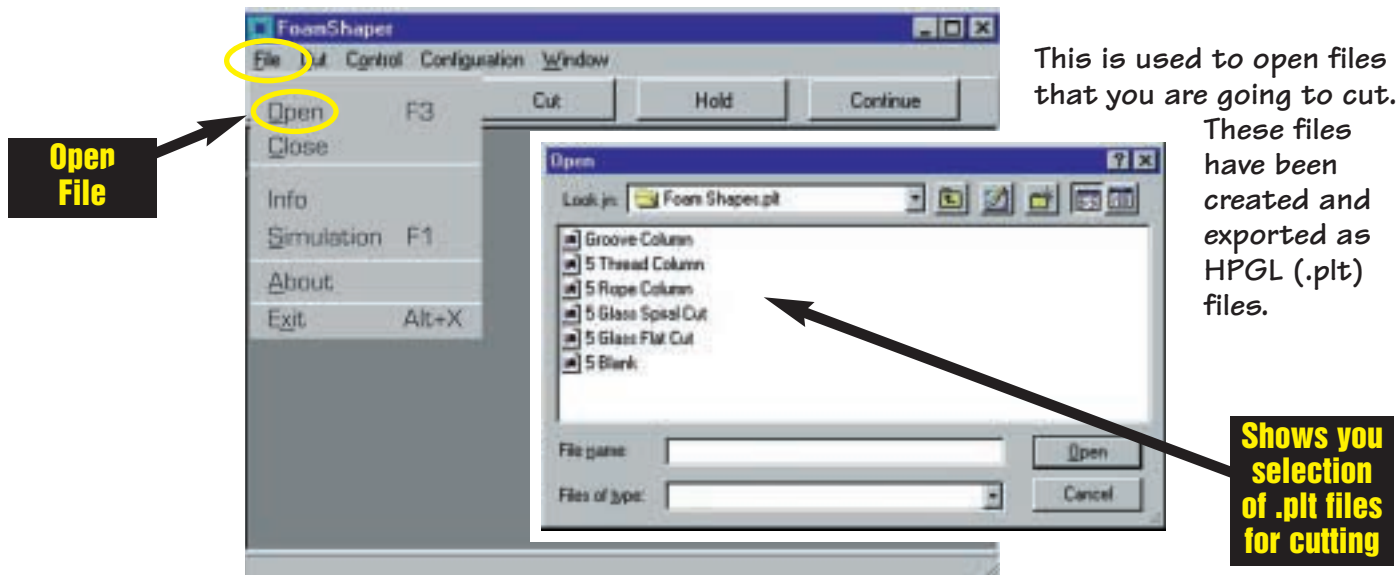 FoamShaper
File Cut Control Configuration Window
Open F3
Close
Info
Simulation F1
About
Exit Alt+X
Cut Hold Continue
Open
File
Open
Look in: Foam Shapes.plt
Groove Column
5 Thread Column
5 Rope Column
5 Glass Spiral Cut
5 Glass Flat Cut
5 Blank
File name:
Open
Files of type:
Cancel
This is used to open files
that you are going to cut.
These files
have been
created and
exported as
HPGL (.plt)
files.
Shows you
selection
of .plt files
for cutting